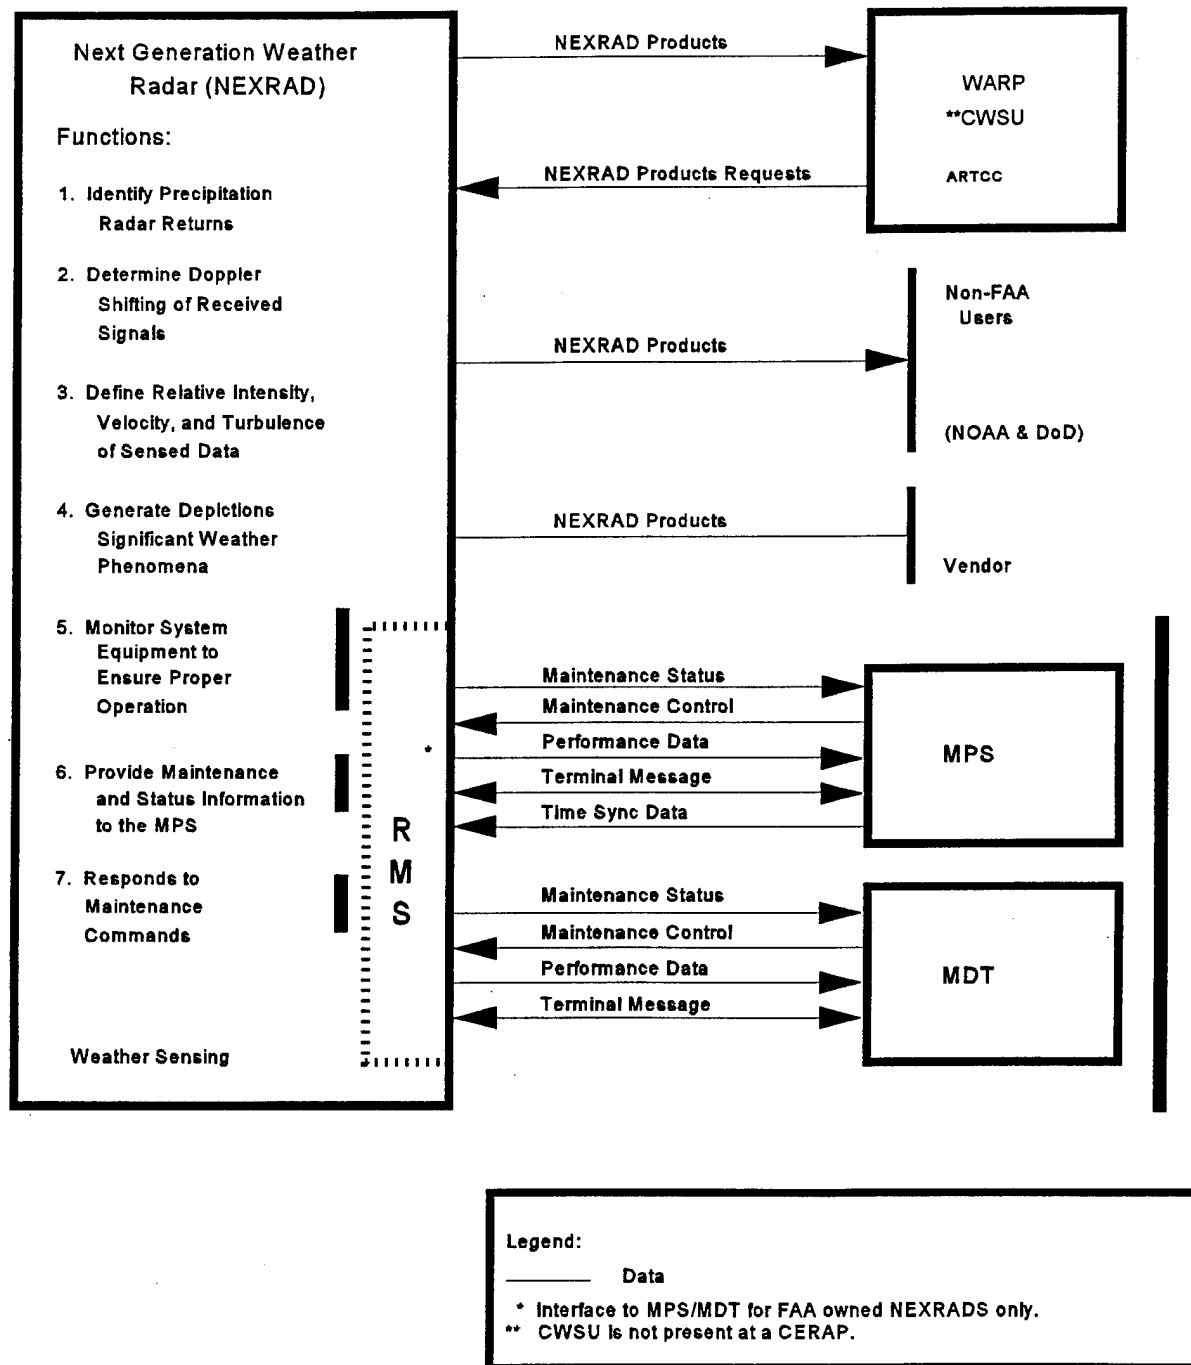 Next Generation Weather
Radar (NEXRAD)
Functions:
1. Identify Precipitation
Radar Returns
2. Determine Doppler
Shifting of Received
Signals
3. Define Relative Intensity,
Velocity, and Turbulence
of Sensed Data
4. Generate Depictions
Significant Weather
Phenomena
5. Monitor System
Equipment to
Ensure Proper
Operation
6. Provide Maintenance
and Status Information
to the MPS
7. Responds to
Maintenance
Commands
Weather Sensing
*
R
M
S
NEXRAD Products
NEXRAD Products Requests
WARP
**CWSU
ARTCC
NEXRAD Products
Non-FAA
Users
(NOAA & DoD)
NEXRAD Products
Vendor
Maintenance Status
Maintenance Control
Performance Data
Terminal Message
Time Sync Data
MPS
Maintenance Status
Maintenance Control
Performance Data
Terminal Message
MDT
Legend:
Data
* Interface to MPS/MDT for FAA owned NEXRADS only.
** CWSU is not present at a CERAP.